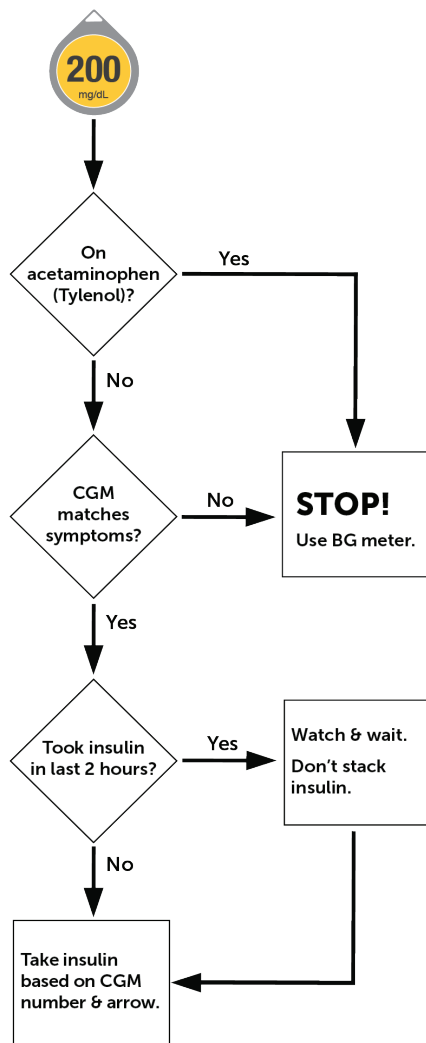 200
mg/dL
On
acetaminophen
(Tylenol)?
Yes
No
CGM
matches
symptoms?
No
STOP!
Use BG meter.
Yes
Took insulin
in last 2 hours?
Yes
Watch & wait.
Don’t stack
insulin.
No
Take insulin
based on CGM
number & arrow.